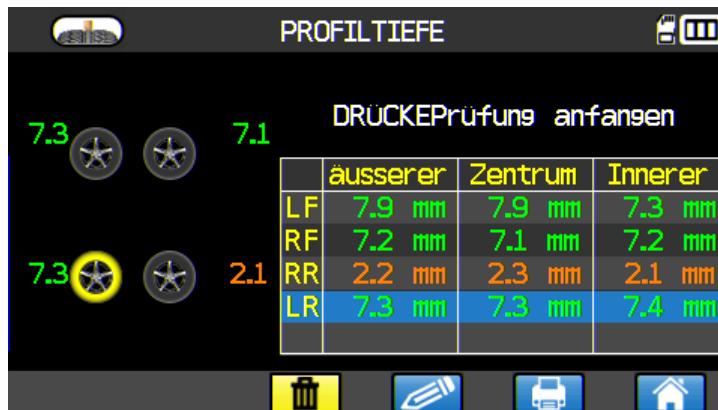 PROFILTIEFE
DRÜCKEPrüfung anfangen
7.3 7.1
7.3 2.1
äusserer Zentrum Innerer
LF 7.9 mm 7.9 mm 7.3 mm
RF 7.2 mm 7.1 mm 7.2 mm
RR 2.2 mm 2.3 mm 2.1 mm
LR 7.3 mm 7.3 mm 7.4 mm